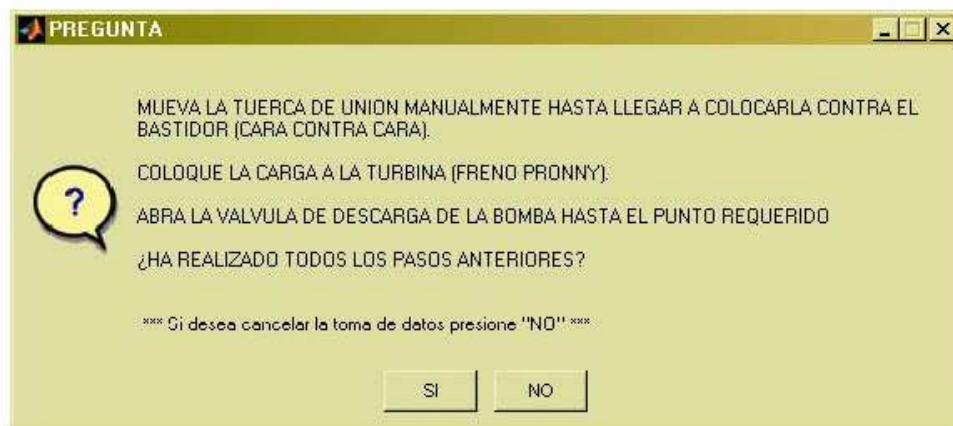 PREGUNTA
MUEVA LA TUERCA DE UNION MANUALMENTE HASTA LLEGAR A COLOCARLA CONTRA EL
BASTIDOR (CARA CONTRA CARA).
COLOQUE LA CARGA A LA TURBINA (FRENO PRONNY).
ABRA LA VALVULA DE DESCARGA DE LA BOMBA HASTA EL PUNTO REQUERIDO
¿HA REALIZADO TODOS LOS PASOS ANTERIORES?
*** Si desea cancelar la toma de datos presione "NO" ***
SI NO